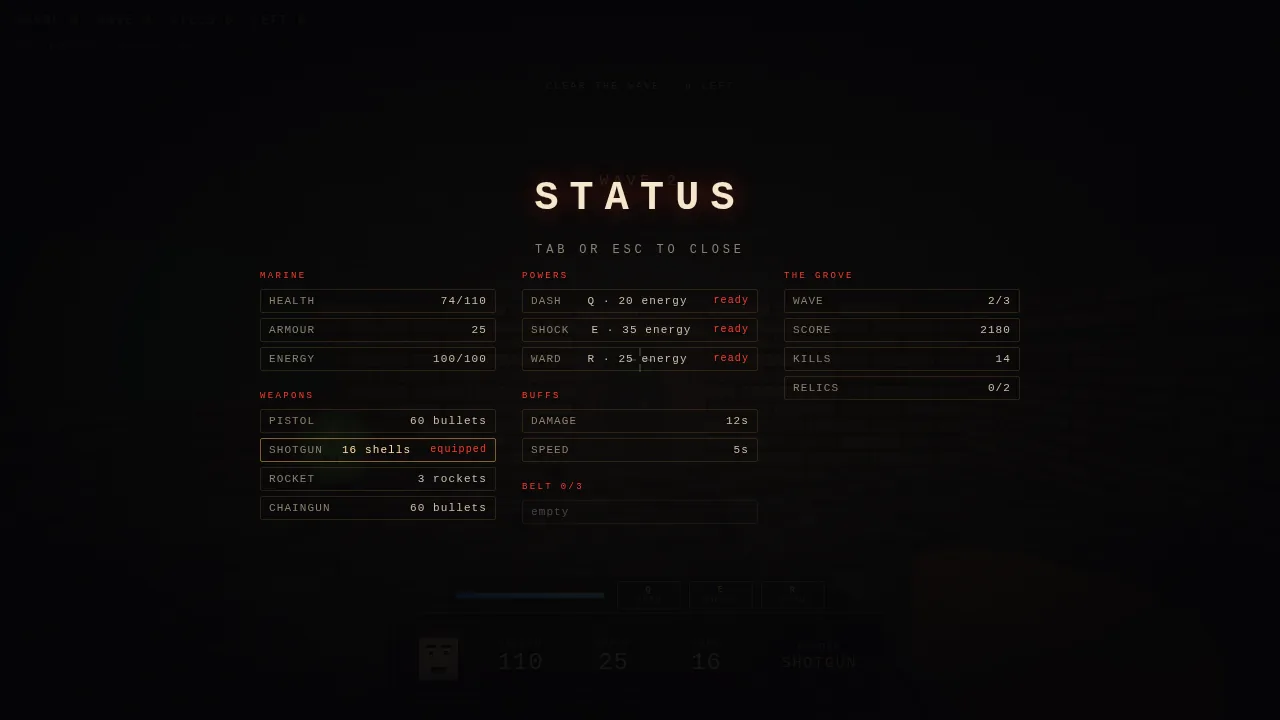 STATUS
TAB OR ESC TO CLOSE
MARINE
HEALTH 74/110
ARMOUR 25
ENERGY 100/100
WEAPONS
PISTOL 60 bullets
SHOTGUN 16 shells equipped
ROCKET 3 rockets
CHAINGUN 60 bullets
POWERS
DASH Q · 20 energy ready
SHOCK E · 35 energy ready
WARD R · 25 energy ready
BUFFS
DAMAGE 12s
SPEED 5s
BELT 0/3
empty
THE GROVE
WAVE 2/3
SCORE 2180
KILLS 14
RELICS 0/2
110 25 16 SHOTGUN